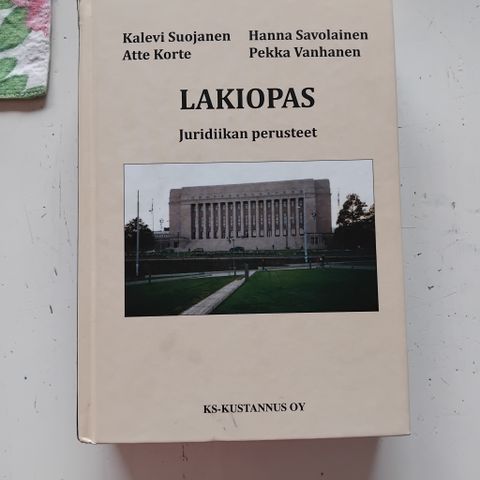 Kalevi Suojanen Hanna Savolainen
Atte Korte Pekka Vanhanen
LAKIOPAS
Juridiikan perusteet
KS-KUSTANNUS OY